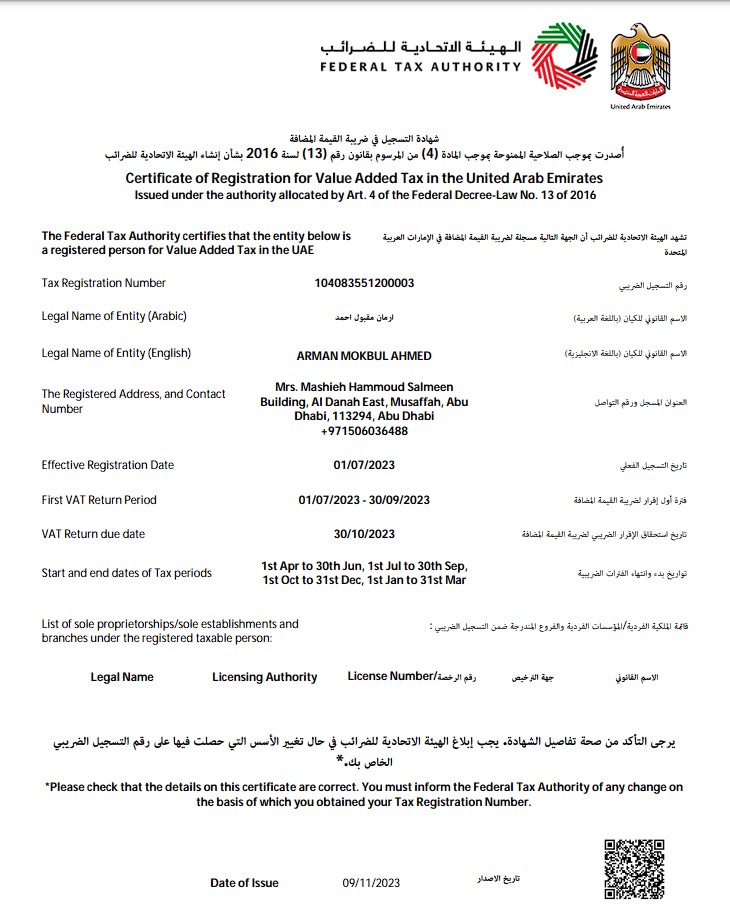 الهيئة الاتحادية للضرائب
FEDERAL TAX AUTHORITY
United Arab Emirates
شهادة التسجيل في ضريبة القيمة المضافة
أُصدرت بموجب الصلاحية الممنوحة بموجب المادة (4) من المرسوم بقانون رقم (13) لسنة 2016 بشأن إنشاء الهيئة الاتحادية للضرائب
Certificate of Registration for Value Added Tax in the United Arab Emirates
Issued under the authority allocated by Art. 4 of the Federal Decree-Law No. 13 of 2016
The Federal Tax Authority certifies that the entity below is
a registered person for Value Added Tax in the UAE
تشهد الهيئة الاتحادية للضرائب أن الجهة التالية مسجلة لضريبة القيمة المضافة في الإمارات العربية
المتحدة
Tax Registration Number 104083551200003 رقم التسجيل الضريبي
Legal Name of Entity (Arabic) ارمان مقبول احمد الاسم القانوني للكيان (باللغة العربية)
Legal Name of Entity (English) ARMAN MOKBUL AHMED الاسم القانوني للكيان (باللغة الانجليزية)
The Registered Address, and Contact
Number
Mrs. Mashieh Hammoud Salmeen
Building, Al Danah East, Musaffah, Abu
Dhabi, 113294, Abu Dhabi
+971506036488
العنوان المسجل ورقم التواصل
Effective Registration Date 01/07/2023 تاريخ التسجيل الفعلي
First VAT Return Period 01/07/2023 - 30/09/2023 فترة أول إقرار لضريبة القيمة المضافة
VAT Return due date 30/10/2023 تاريخ استحقاق الإقرار الضريبي لضريبة القيمة المضافة
Start and end dates of Tax periods
1st Apr to 30th Jun, 1st Jul to 30th Sep,
1st Oct to 31st Dec, 1st Jan to 31st Mar
تواريخ بدء وانتهاء الفترات الضريبية
List of sole proprietorships/sole establishments and
branches under the registered taxable person:
قائمة الملكية الفردية/المؤسسات الفردية والفروع المندرجة ضمن التسجيل الضريبي :
Legal Name Licensing Authority License Number/رقم الرخصة جهة الترخيص الاسم القانوني
يرجى التأكد من صحة تفاصيل الشهادة. يجب إبلاغ الهيئة الاتحادية للضرائب في حال تغيير الأسس التي حصلت فيها على رقم التسجيل الضريبي
الخاص بك.*
*Please check that the details on this certificate are correct. You must inform the Federal Tax Authority of any change on
the basis of which you obtained your Tax Registration Number.
Date of Issue 09/11/2023 تاريخ الاصدار